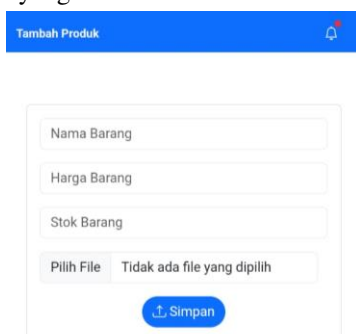 Tambah Produk
Nama Barang
Harga Barang
Stok Barang
Pilih File Tidak ada file yang dipilih
Simpan